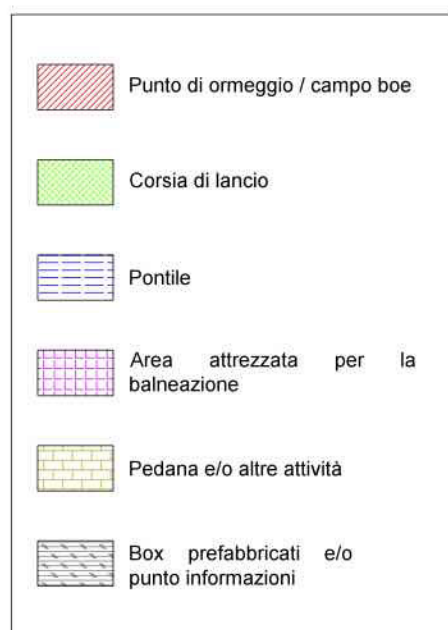 Punto di ormeggio / campo boe
Corsia di lancio
Pontile
Area attrezzata per la
balneazione
Pedana e/o altre attività
Box prefabbricati e/o
punto informazioni